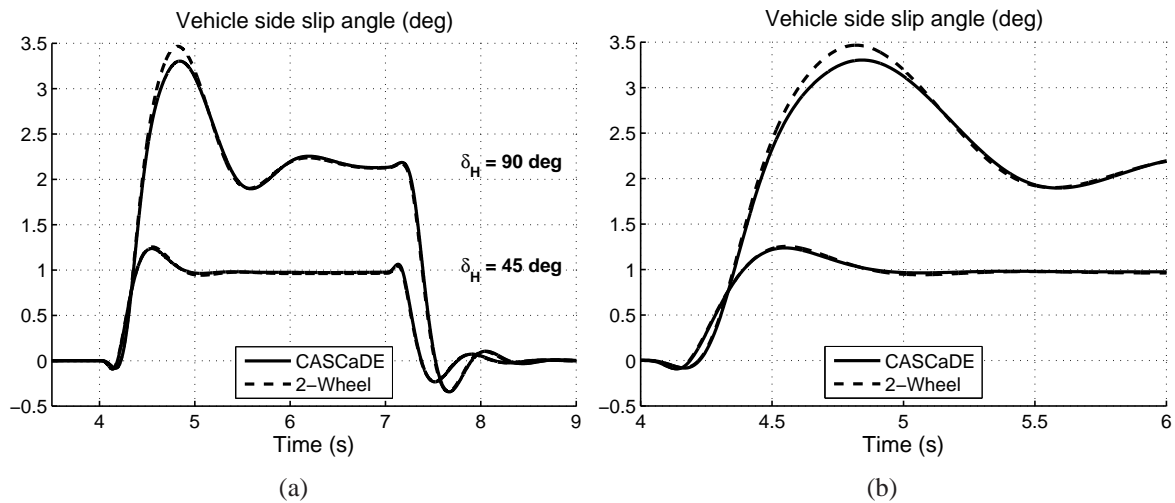 Vehicle side slip angle (deg)
3.5
3
2.5
2
1.5
1
0.5
0
−0.5
δH = 90 deg
δH = 45 deg
CASCaDE
2−Wheel
4
5
6
7
8
9
Time (s)
(a)
Vehicle side slip angle (deg)
3.5
3
2.5
2
1.5
1
0.5
0
−0.5
CASCaDE
2−Wheel
4
4.5
5
5.5
6
Time (s)
(b)